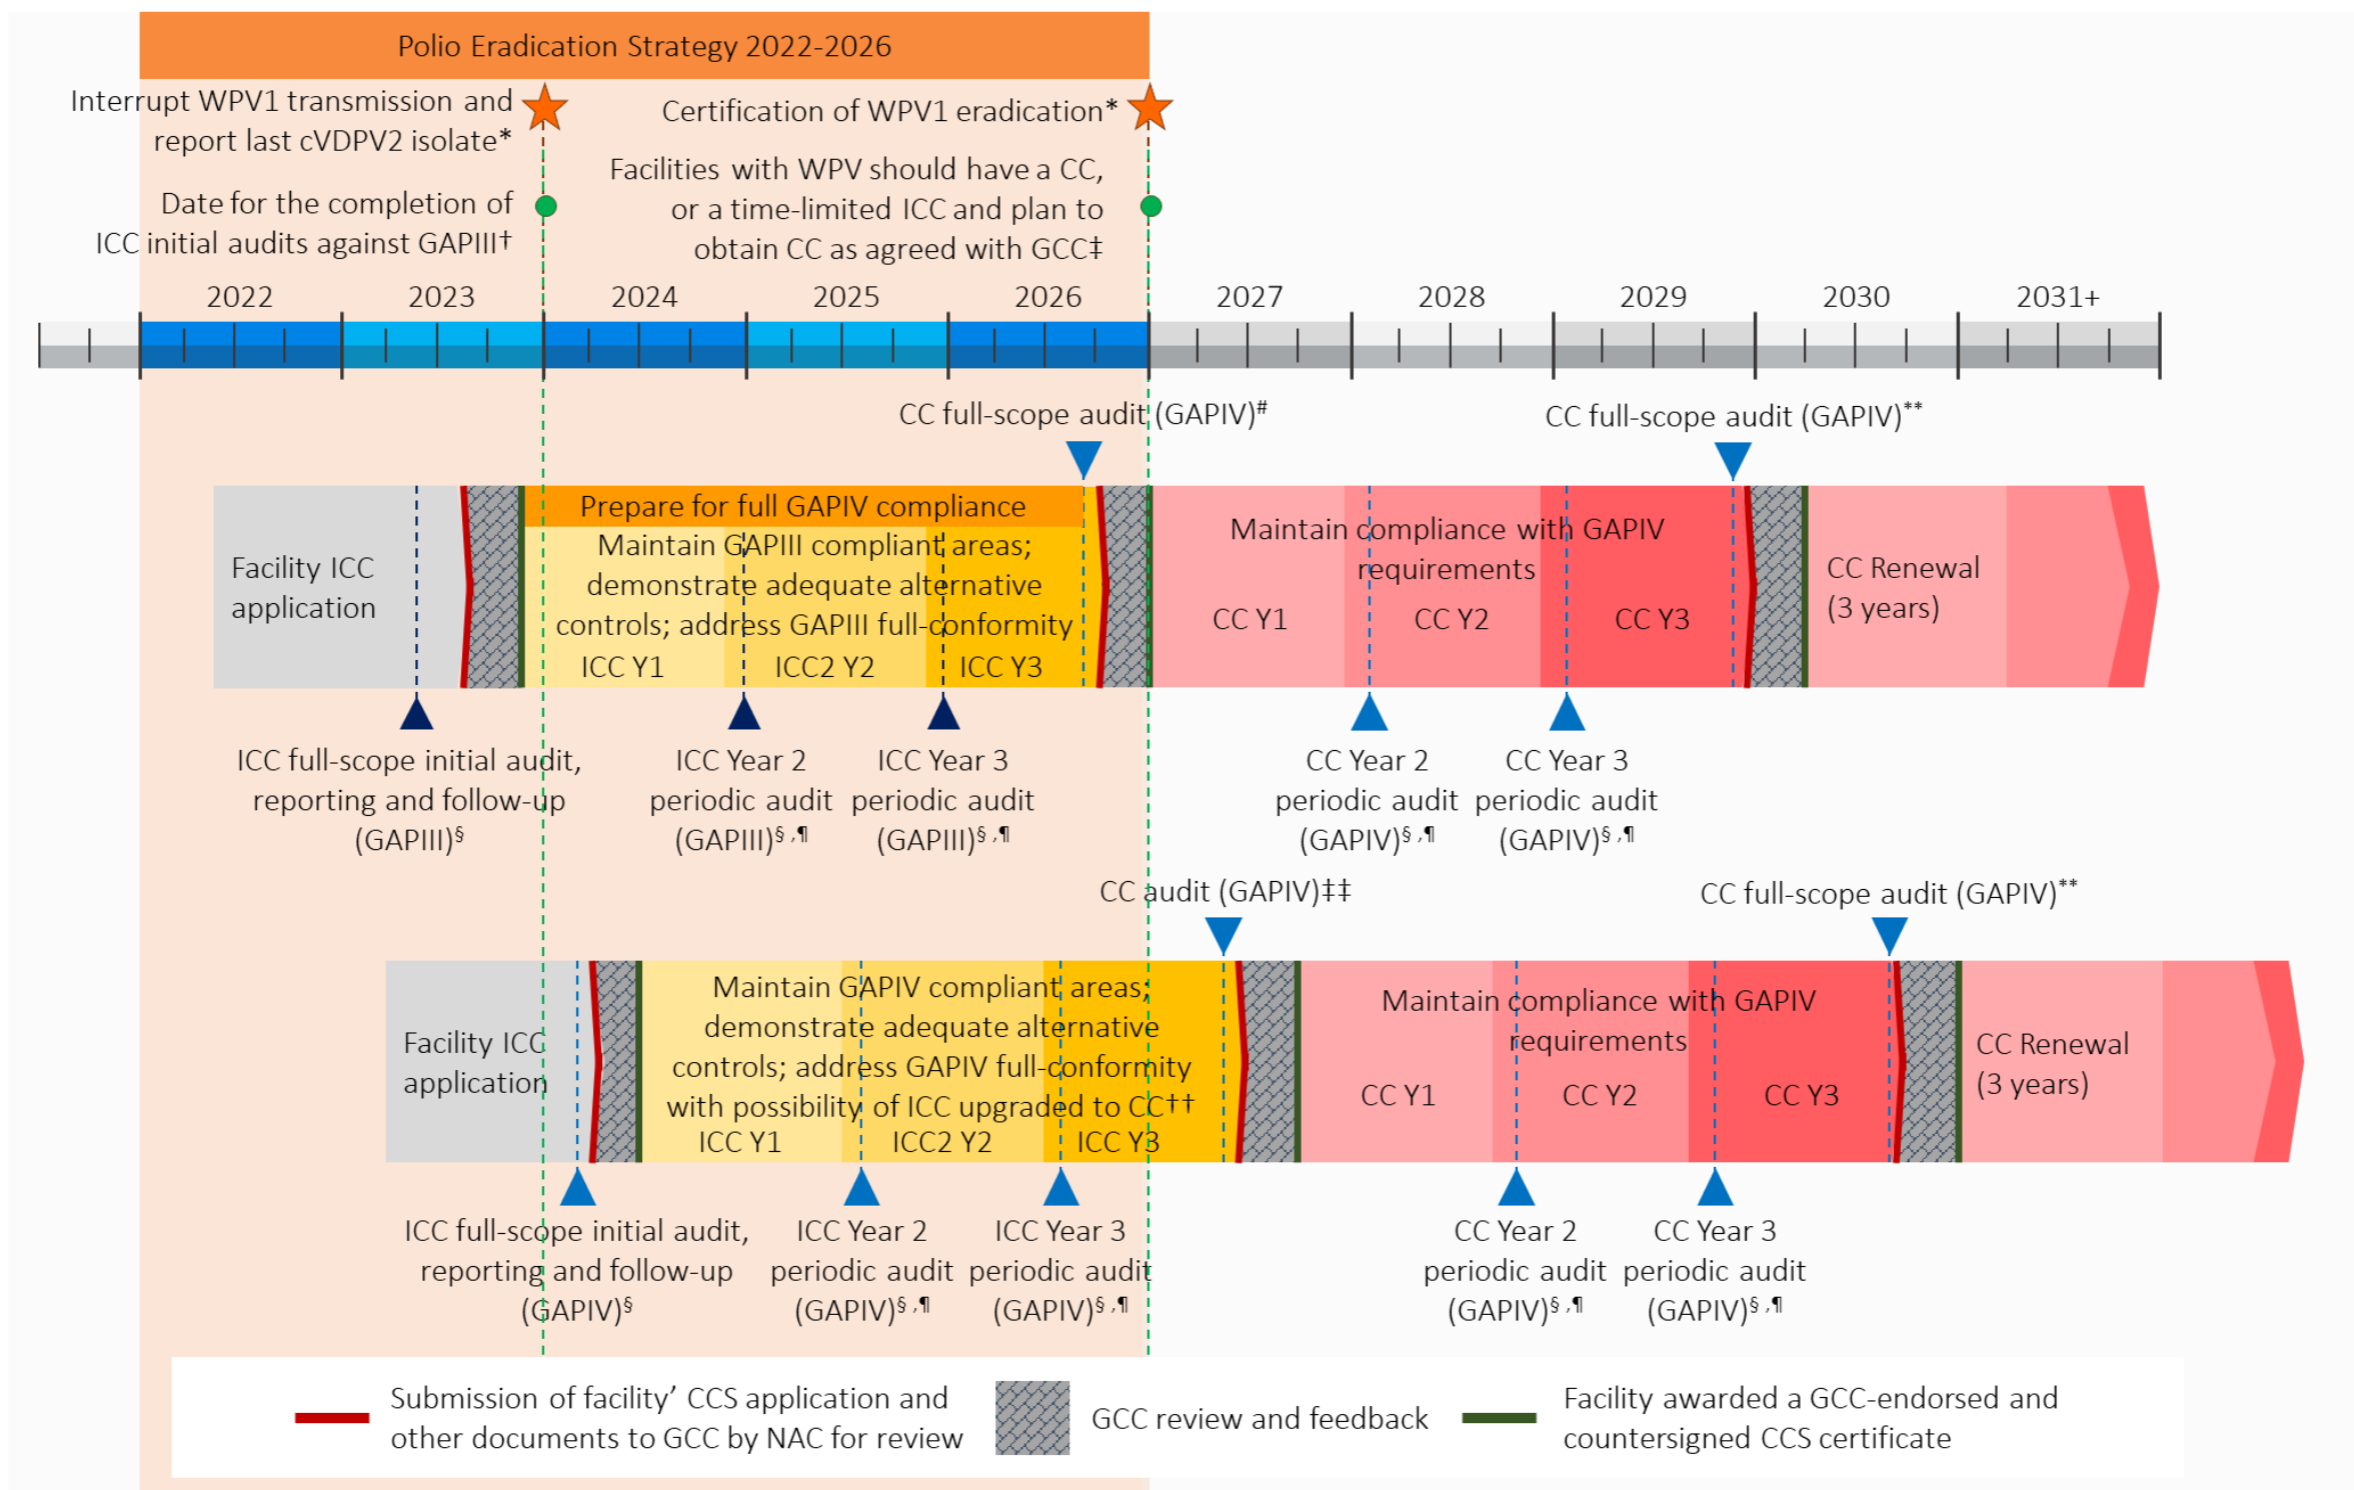 Polio Eradication Strategy 2022-2026
Interrupt WPV1 transmission and
report last cVDPV2 isolate*
Certification of WPV1 eradication*
Date for the completion of
ICC initial audits against GAPIII†
Facilities with WPV should have a CC,
or a time-limited ICC and plan to
obtain CC as agreed with GCC‡
2022 2023 2024 2025 2026 2027 2028 2029 2030 2031+
CC full-scope audit (GAPIV)#
CC full-scope audit (GAPIV)**
Facility ICC
application
Prepare for full GAPIV compliance
Maintain GAPIII compliant areas;
demonstrate adequate alternative
controls; address GAPIII full-conformity
ICC Y1 ICC2 Y2 ICC Y3
Maintain compliance with GAPIV
requirements
CC Y1 CC Y2 CC Y3
CC Renewal
(3 years)
ICC full-scope initial audit,
reporting and follow-up
(GAPIII)§
ICC Year 2
periodic audit
(GAPIII)§,¶
ICC Year 3
periodic audit
(GAPIII)§,¶
CC Year 2
periodic audit
(GAPIV)§,¶
CC Year 3
periodic audit
(GAPIV)§,¶
CC audit (GAPIV)‡‡
CC full-scope audit (GAPIV)**
Facility ICC
application
Maintain GAPIV compliant areas;
demonstrate adequate alternative
controls; address GAPIV full-conformity
with possibility of ICC upgraded to CC††
ICC Y1 ICC2 Y2 ICC Y3
Maintain compliance with GAPIV
requirements
CC Y1 CC Y2 CC Y3
CC Renewal
(3 years)
ICC full-scope initial audit,
reporting and follow-up
(GAPIV)§
ICC Year 2
periodic audit
(GAPIV)§,¶
ICC Year 3
periodic audit
(GAPIV)§,¶
CC Year 2
periodic audit
(GAPIV)§,¶
CC Year 3
periodic audit
(GAPIV)§,¶
Submission of facility' CCS application and
other documents to GCC by NAC for review
GCC review and feedback
Facility awarded a GCC-endorsed and
countersigned CCS certificate